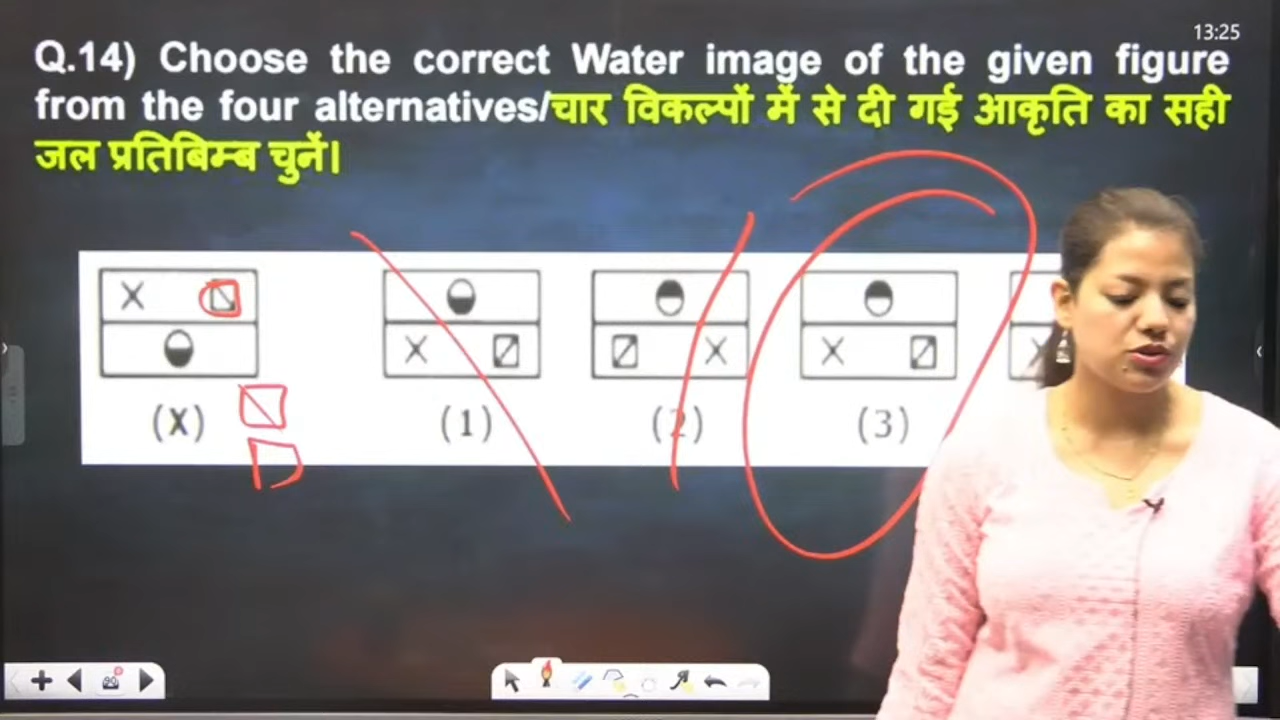 13:25
Q.14) Choose the correct Water image of the given figure
from the four alternatives/चार विकल्पों में से दी गई आकृति का सही
जल प्रतिबिम्ब चुनें।
(X) (1) (2) (3)